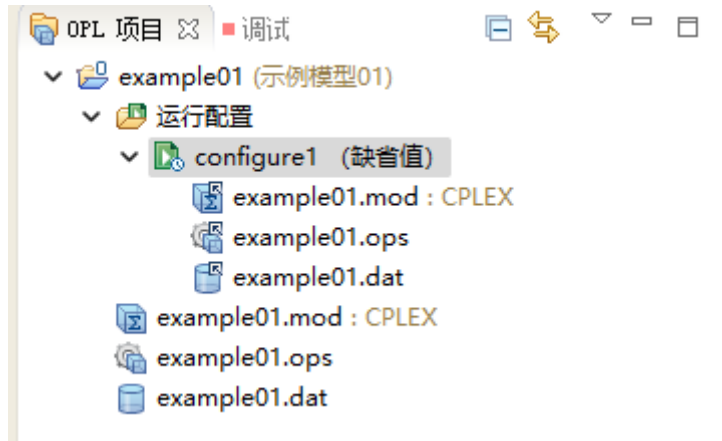 OPL 项目 调试
example01 (示例模型01)
运行配置
configure1 (缺省值)
example01.mod : CPLEX
example01.ops
example01.dat
example01.mod : CPLEX
example01.ops
example01.dat